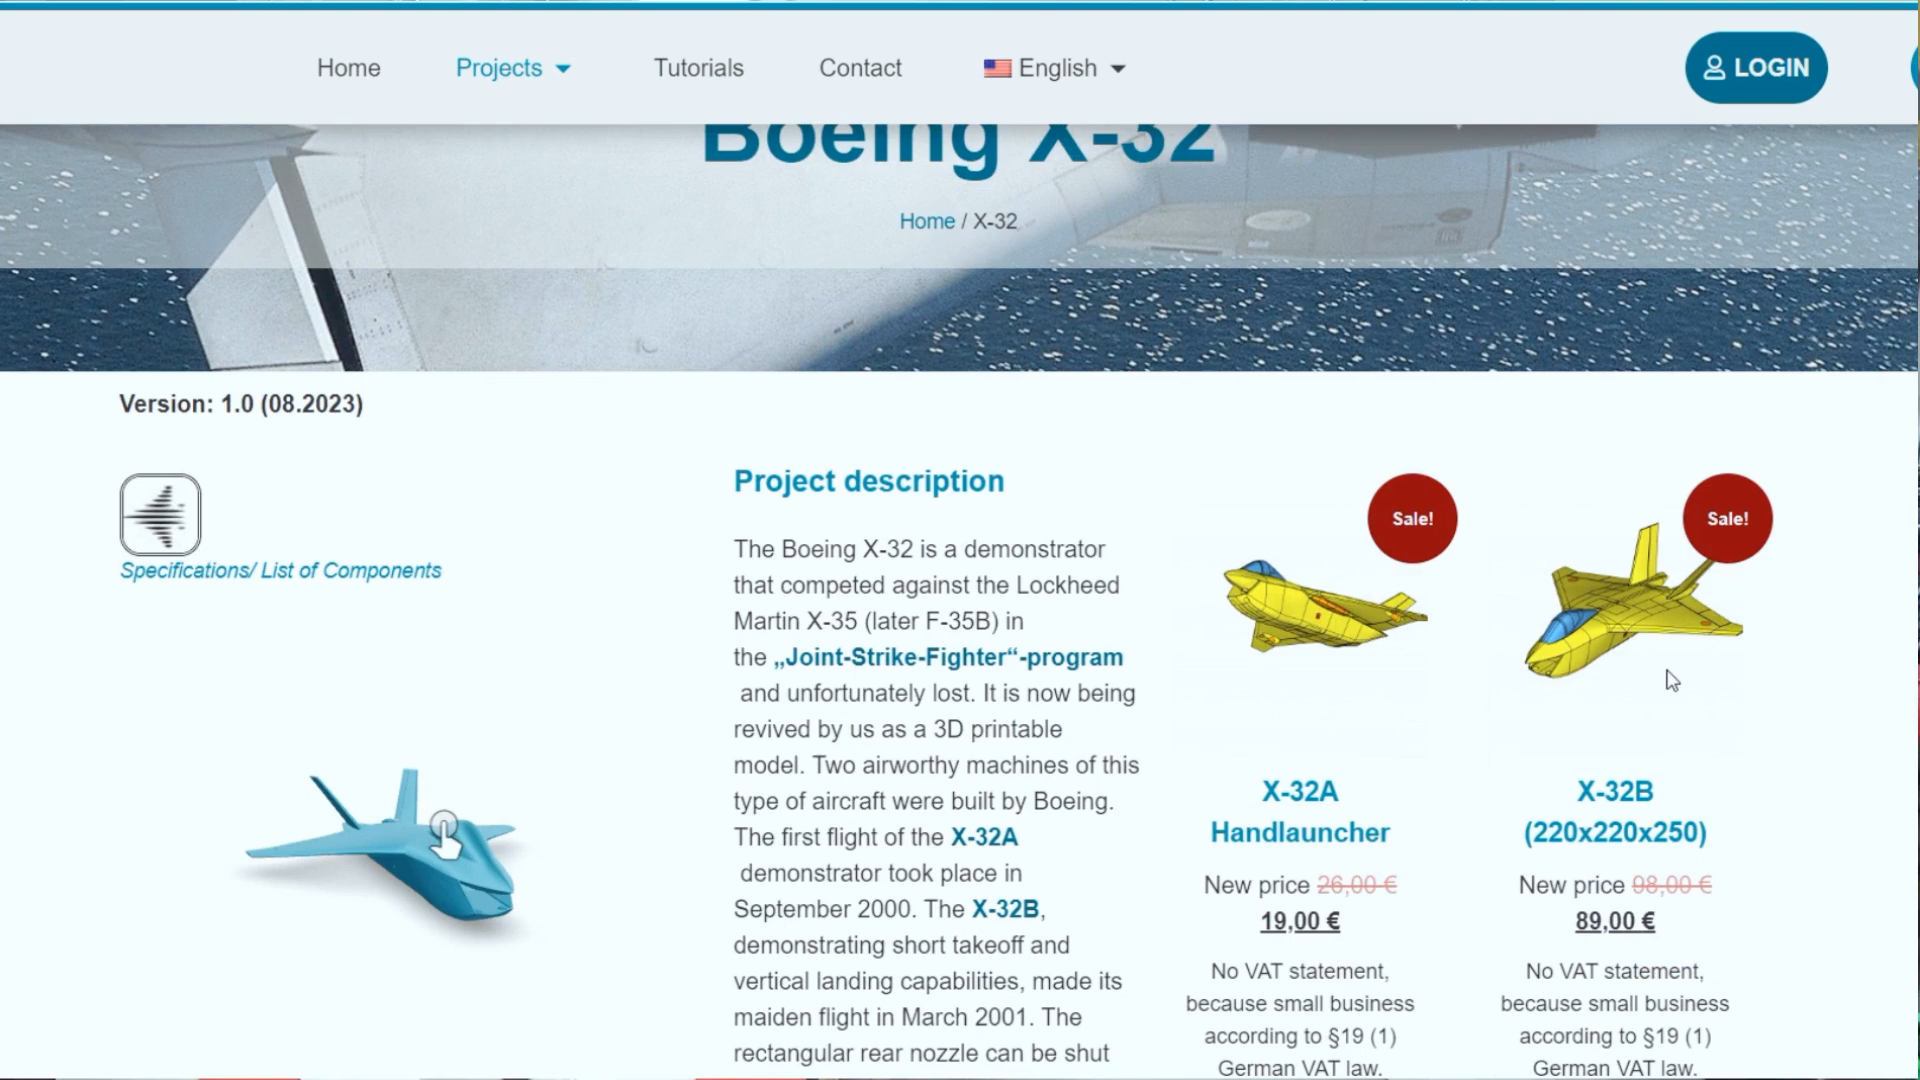 Home
Projects
Tutorials
Contact
English
LOGIN
Boeing X-32
Home / X-32
Version: 1.0 (08.2023)
Specifications/ List of Components
Project description
The Boeing X-32 is a demonstrator
that competed against the Lockheed
Martin X-35 (later F-35B) in
the „Joint-Strike-Fighter“-program
and unfortunately lost. It is now being
revived by us as a 3D printable
model. Two airworthy machines of this
type of aircraft were built by Boeing.
The first flight of the X-32A
demonstrator took place in
September 2000. The X-32B,
demonstrating short takeoff and
vertical landing capabilities, made its
maiden flight in March 2001. The
rectangular rear nozzle can be shut
Sale!
X-32A
Handlauncher
New price 26,00 €
19,00 €
No VAT statement,
because small business
according to §19 (1)
German VAT law.
Sale!
X-32B
(220x220x250)
New price 98,00 €
89,00 €
No VAT statement,
because small business
according to §19 (1)
German VAT law.